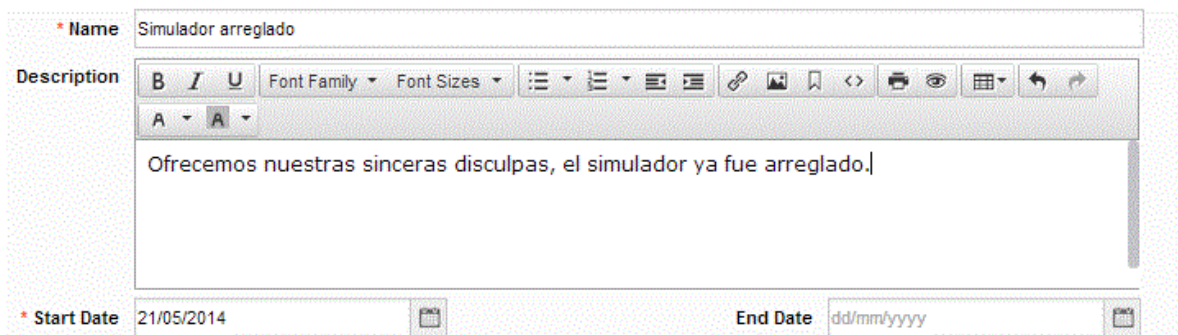 * Name Simulador arreglado
Description
B I U Font Family Font Sizes
A A
Ofrecemos nuestras sinceras disculpas, el simulador ya fue arreglado.
* Start Date 21/05/2014 End Date dd/mm/yyyy